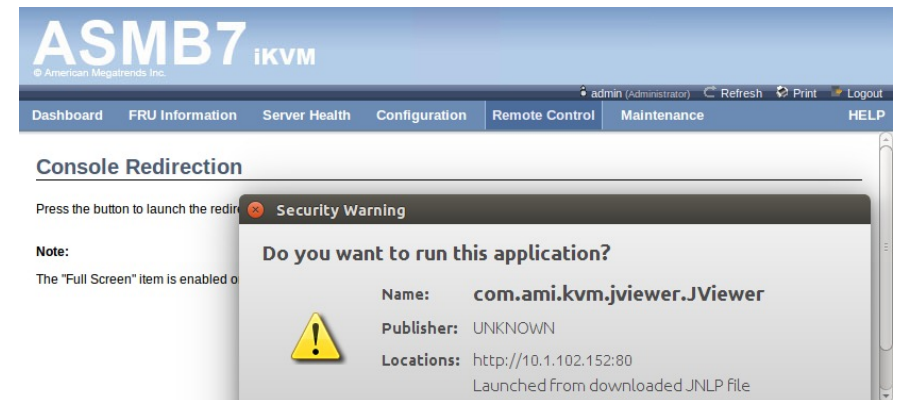 ASMB7 iKVM
© American Megatrends Inc.
admin (Administrator) Refresh Print Logout
Dashboard FRU Information Server Health Configuration Remote Control Maintenance HELP
Console Redirection
Press the button to launch the redire
Note:
The "Full Screen" item is enabled o
Security Warning
Do you want to run this application?
Name: com.ami.kvm.jviewer.JViewer
Publisher: UNKNOWN
Locations: http://10.1.102.152:80
Launched from downloaded JNLP file